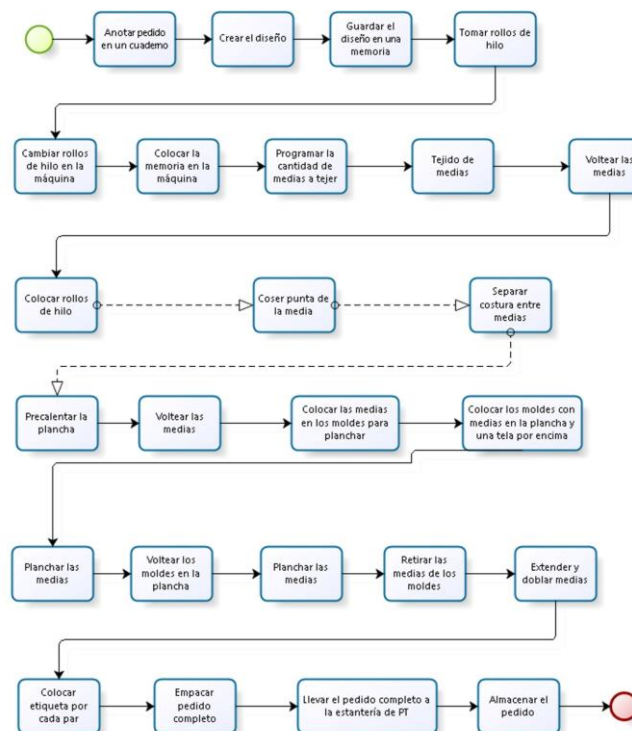 Anotar pedido
en un cuaderno
Crear el diseño
Guardar el
diseño en una
memoria
Tomar rollos de
hilo
Cambiar rollos
de hilo en la
máquina
Colocar la
memoria en la
máquina
Programar la
cantidad de
medias a tejer
Tejido de
medias
Voltear las
medias
Colocar rollos
de hilo
Coser punta de
la media
Separar
costura entre
medias
Precalentar la
plancha
Voltear las
medias
Colocar las medias
en los moldes para
planchar
Colocar los moldes con
medias en la plancha y
una tela por encima
Planchar las
medias
Voltear los
moldes en la
plancha
Planchar las
medias
Retirar las
medias de los
moldes
Extender y
doblar medias
Colocar
etiqueta por
cada par
Empacar
pedido
completo
Llevar el pedido completo a
la estantería de PT
Almacenar el
pedido